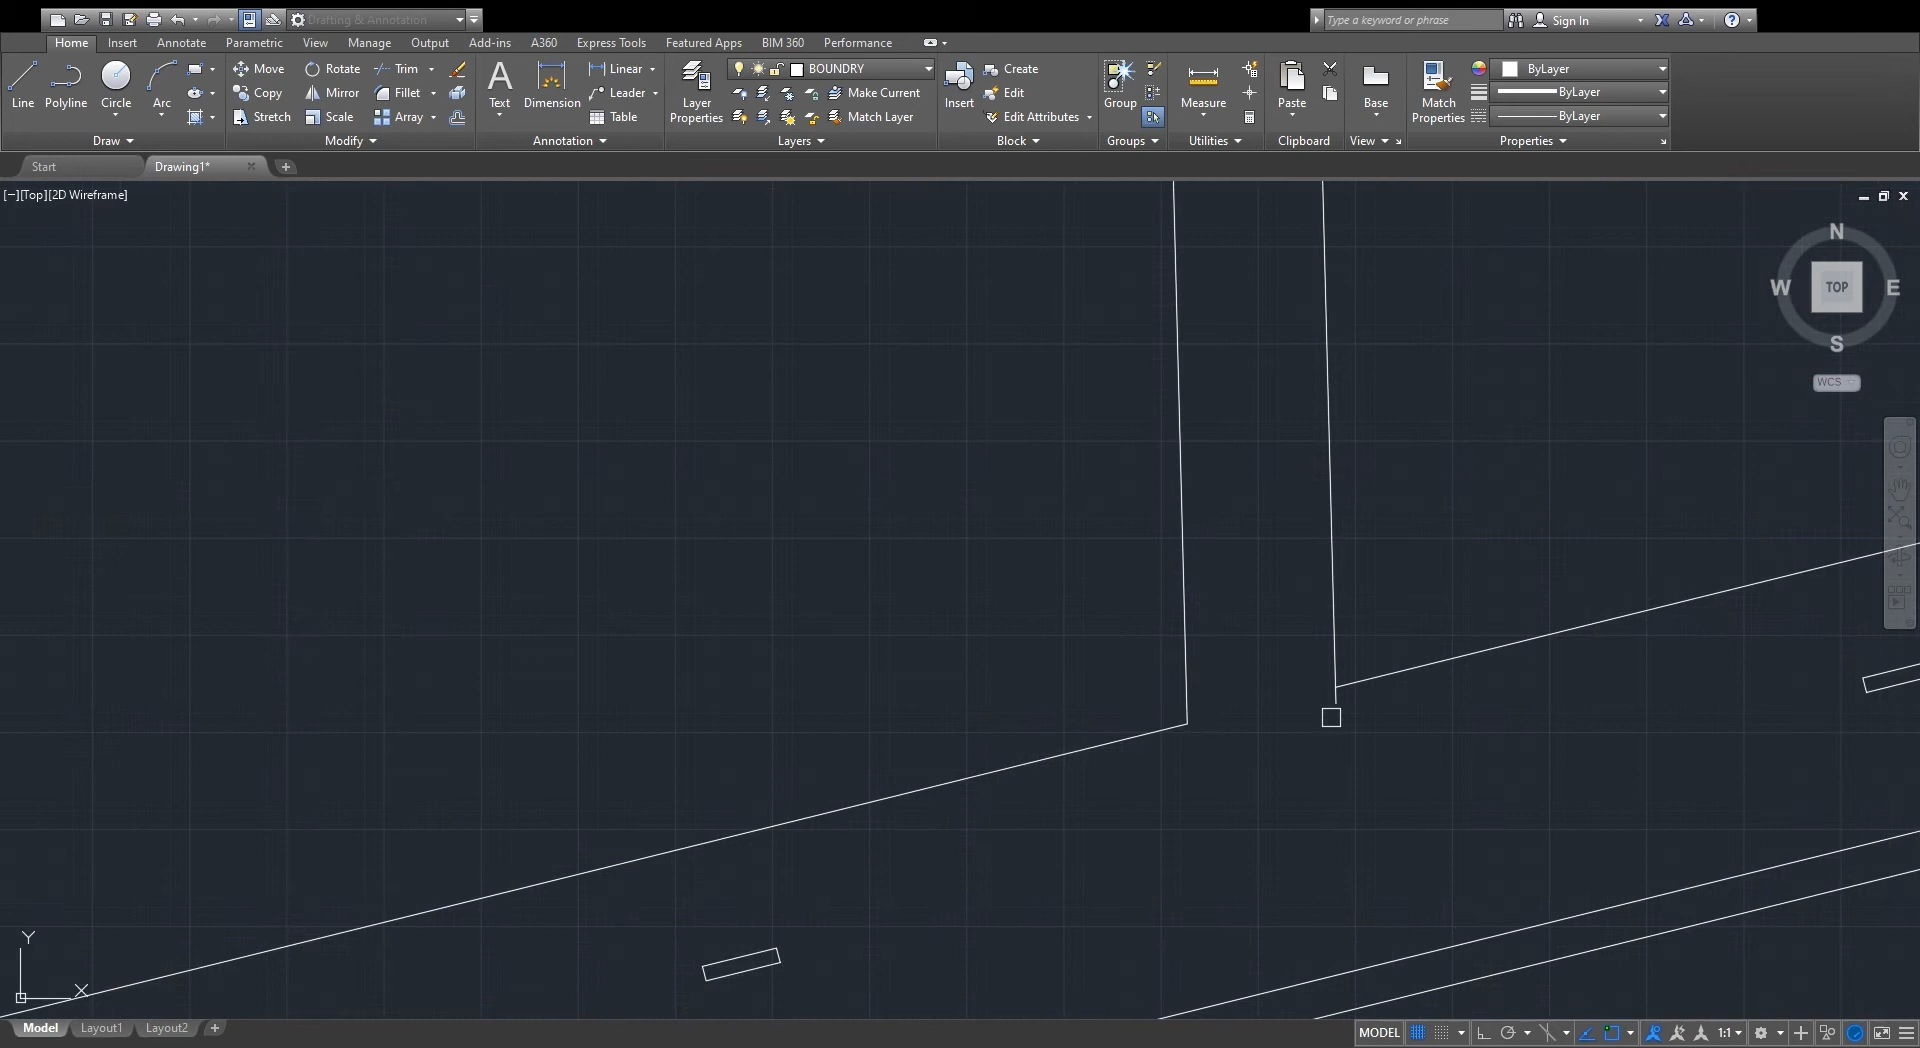 Drafting & Annotation
Type a keyword or phrase
Sign In
Home Insert Annotate Parametric View Manage Output Add-ins A360 Express Tools Featured Apps BIM 360 Performance
Move Rotate Trim Linear BOUNDRY Create ByLayer
Line Polyline Circle Arc Copy Mirror Fillet Text Dimension Leader Layer Properties Make Current Insert Edit Group Measure Paste Base Match Properties ByLayer
Stretch Scale Array Table Match Layer Edit Attributes ByLayer
Draw Modify Annotation Layers Block Groups Utilities Clipboard View Properties
Start Drawing1* +
[−][Top][2D Wireframe]
N
W TOP E
S
WCS
Y
X
Model Layout1 Layout2 +
MODEL 1:1